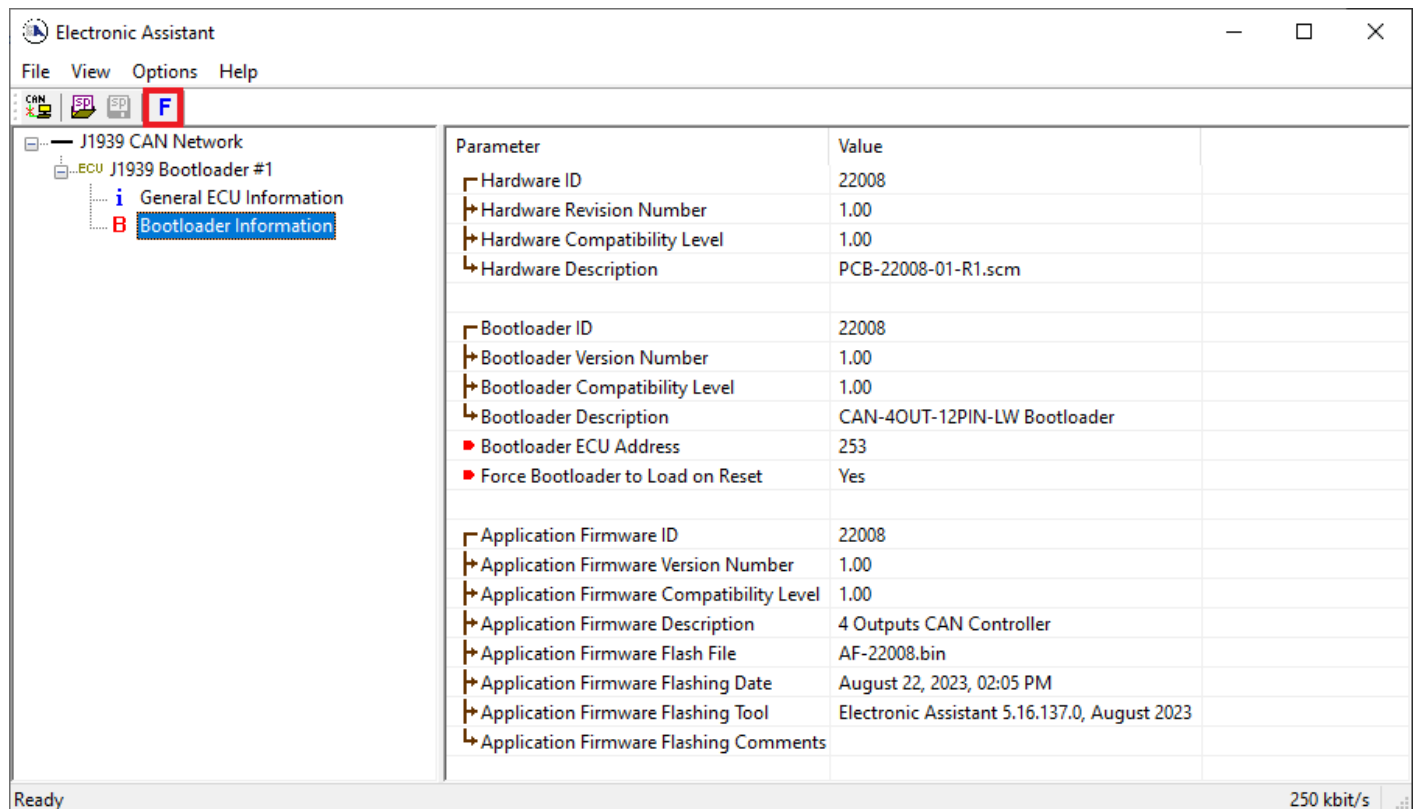 Electronic Assistant
File View Options Help
CAN SP SP F
J1939 CAN Network
ECU J1939 Bootloader #1
i General ECU Information
B Bootloader Information
Parameter Value
Hardware ID 22008
Hardware Revision Number 1.00
Hardware Compatibility Level 1.00
Hardware Description PCB-22008-01-R1.scm
Bootloader ID 22008
Bootloader Version Number 1.00
Bootloader Compatibility Level 1.00
Bootloader Description CAN-4OUT-12PIN-LW Bootloader
Bootloader ECU Address 253
Force Bootloader to Load on Reset Yes
Application Firmware ID 22008
Application Firmware Version Number 1.00
Application Firmware Compatibility Level 1.00
Application Firmware Description 4 Outputs CAN Controller
Application Firmware Flash File AF-22008.bin
Application Firmware Flashing Date August 22, 2023, 02:05 PM
Application Firmware Flashing Tool Electronic Assistant 5.16.137.0, August 2023
Application Firmware Flashing Comments
Ready 250 kbit/s